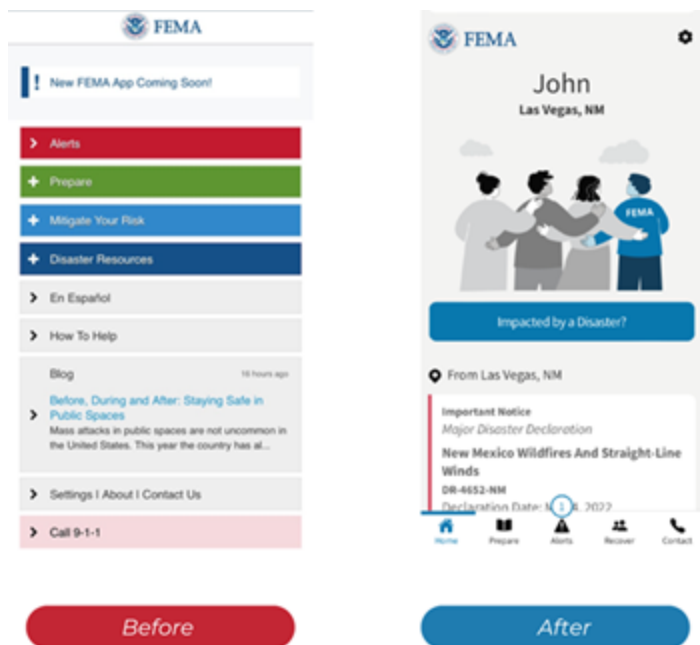 FEMA
New FEMA App Coming Soon!
Alerts
Prepare
Mitigate Your Risk
Disaster Resources
En Español
How To Help
Blog
16 hours ago
Before, During and After: Staying Safe in
Public Spaces
Mass attacks in public spaces are not uncommon in
the United States. This year the country has al...
Settings | About | Contact Us
Call 9-1-1
Before
FEMA
John
Las Vegas, NM
FEMA
Impacted by a Disaster?
From Las Vegas, NM
Important Notice
Major Disaster Declaration
New Mexico Wildfires And Straight-Line
Winds
DR-4652-NM
Declaration Date: 4, 2022
1
Home
Prepare
Alerts
Recover
Contact
After